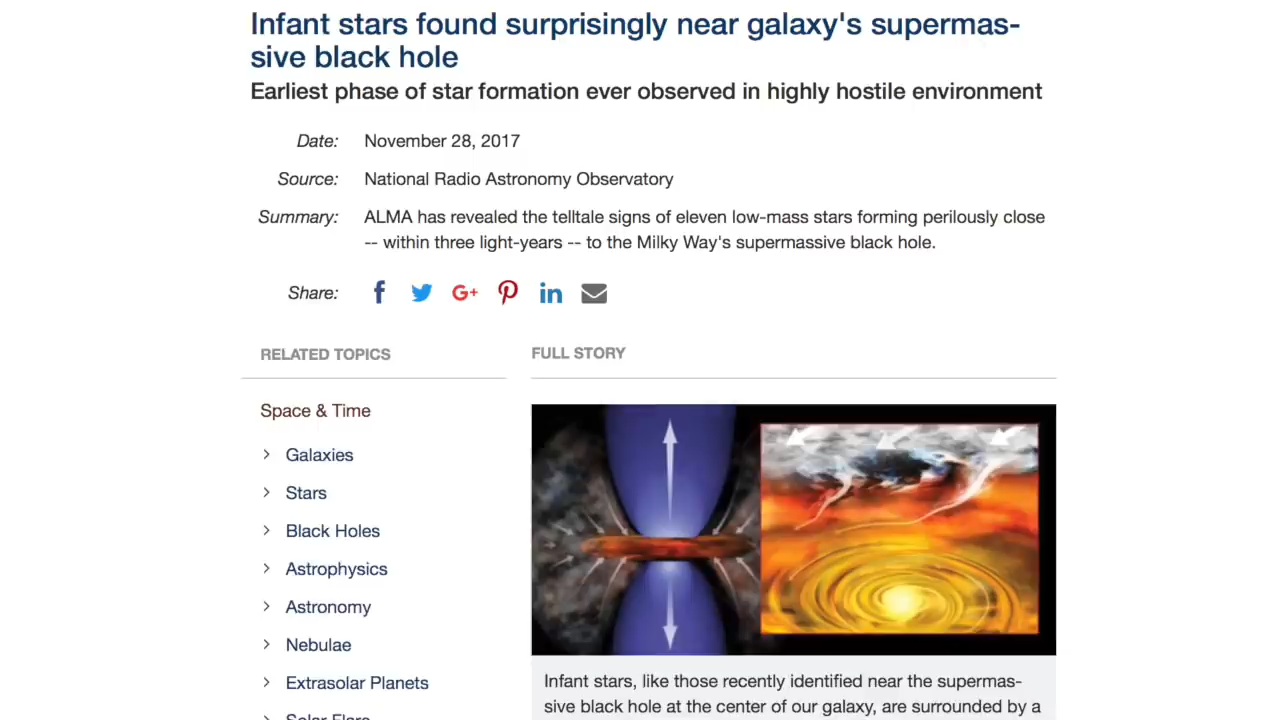 Infant stars found surprisingly near galaxy's supermas-
sive black hole
Earliest phase of star formation ever observed in highly hostile environment
Date: November 28, 2017
Source: National Radio Astronomy Observatory
Summary: ALMA has revealed the telltale signs of eleven low-mass stars forming perilously close
-- within three light-years -- to the Milky Way's supermassive black hole.
Share: f G+ in
RELATED TOPICS
Space & Time
Galaxies
Stars
Black Holes
Astrophysics
Astronomy
Nebulae
Extrasolar Planets
Solar Flare
FULL STORY
Infant stars, like those recently identified near the supermas-
sive black hole at the center of our galaxy, are surrounded by a